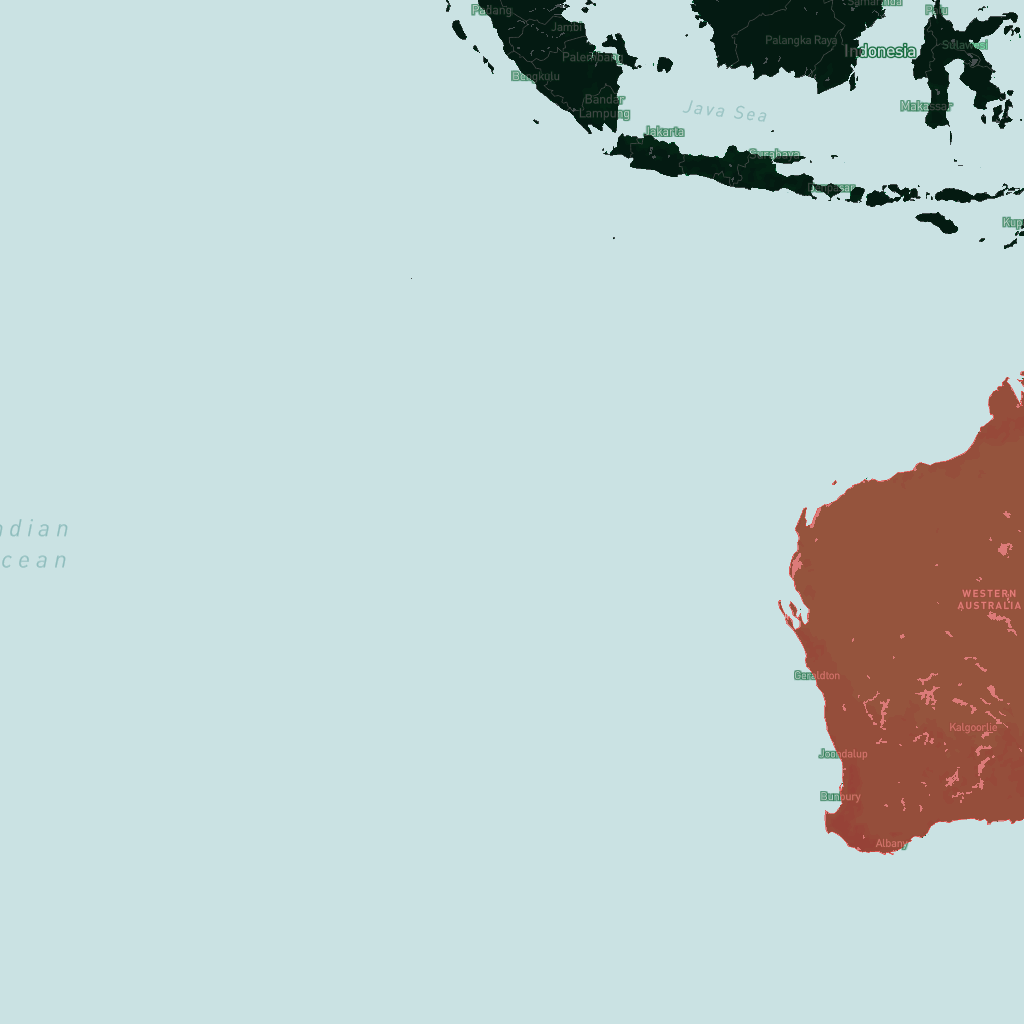 Padang
Jambi
Palembang
Bengkulu
Bandar
Lampung
Samarinda
Palu
Palangka Raya
Indonesia
Sulawesi
Makassar
Java Sea
Jakarta
Surabaya
Denpasar
Kup
ndian
cean
WESTERN
AUSTRALIA
Geraldton
Kalgoorlie
Joondalup
Bunbury
Albany